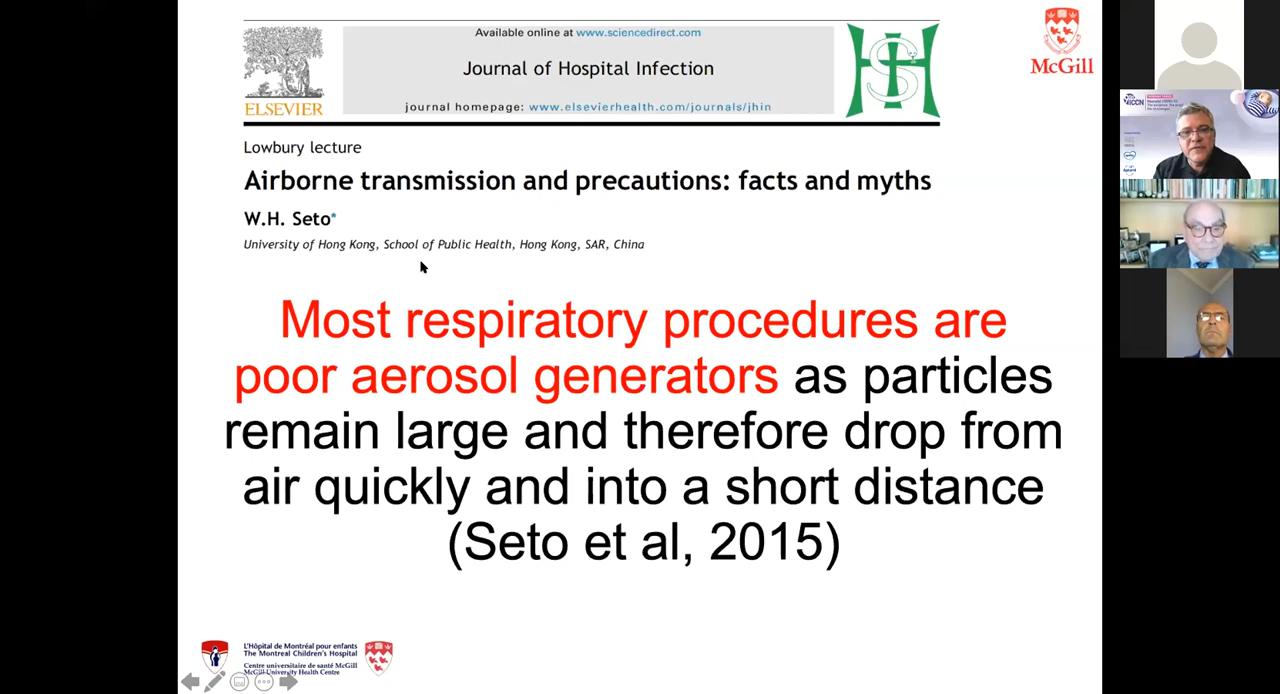 Available online at www.sciencedirect.com
Journal of Hospital Infection
journal homepage: www.elsevierhealth.com/journals/jhin
ELSEVIER
HS
McGill
Lowbury lecture
Airborne transmission and precautions: facts and myths
W.H. Seto*
University of Hong Kong, School of Public Health, Hong Kong, SAR, China
Most respiratory procedures are
poor aerosol generators as particles
remain large and therefore drop from
air quickly and into a short distance
(Seto et al, 2015)
L'Hôpital de Montréal pour enfants
The Montreal Children's Hospital
Centre universitaire de santé McGill
McGill University Health Centre